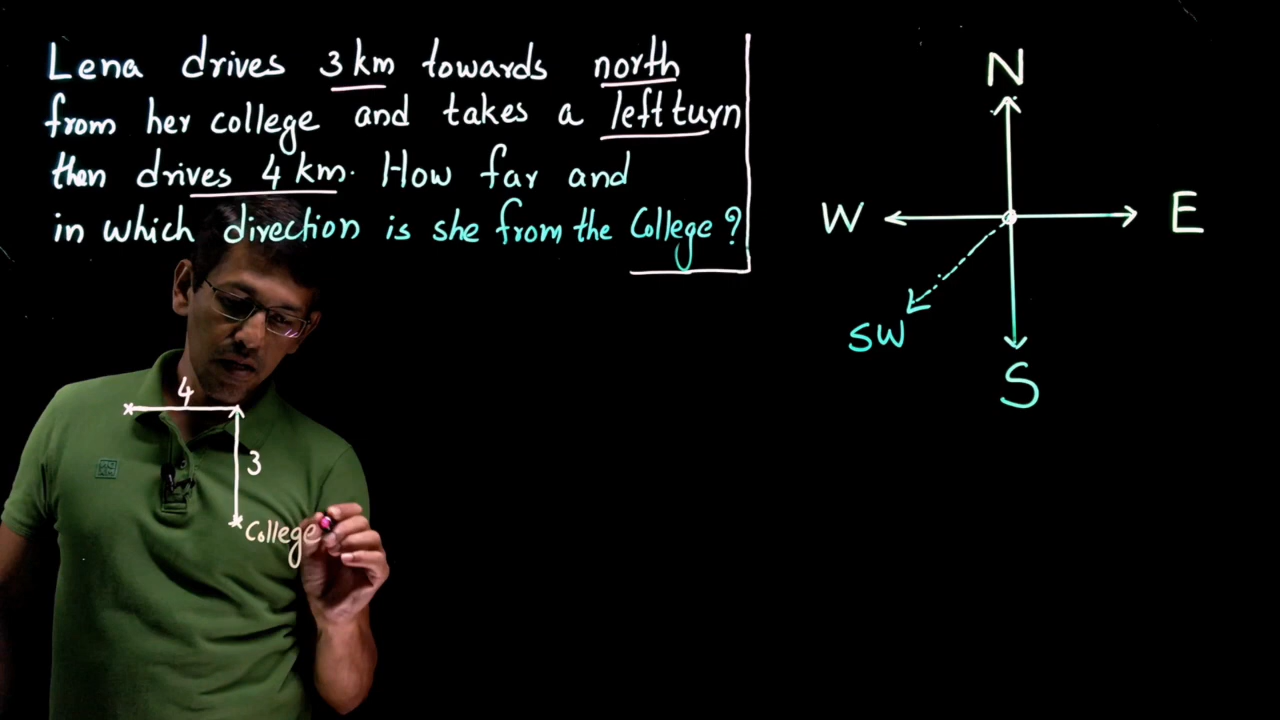 Lena drives 3 km towards north
from her college and takes a left turn
then drives 4 km. How far and
in which direction is she from the College ?
N
W
E
SW
S
4
3
College